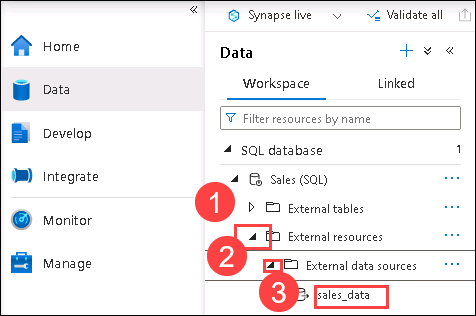 Home
Data
Develop
Integrate
Monitor
Manage
Synapse live
Validate all
Data
Workspace
Linked
Filter resources by name
SQL database 1
Sales (SQL)
1
External tables
External resources
2
External data sources
3
sales_data